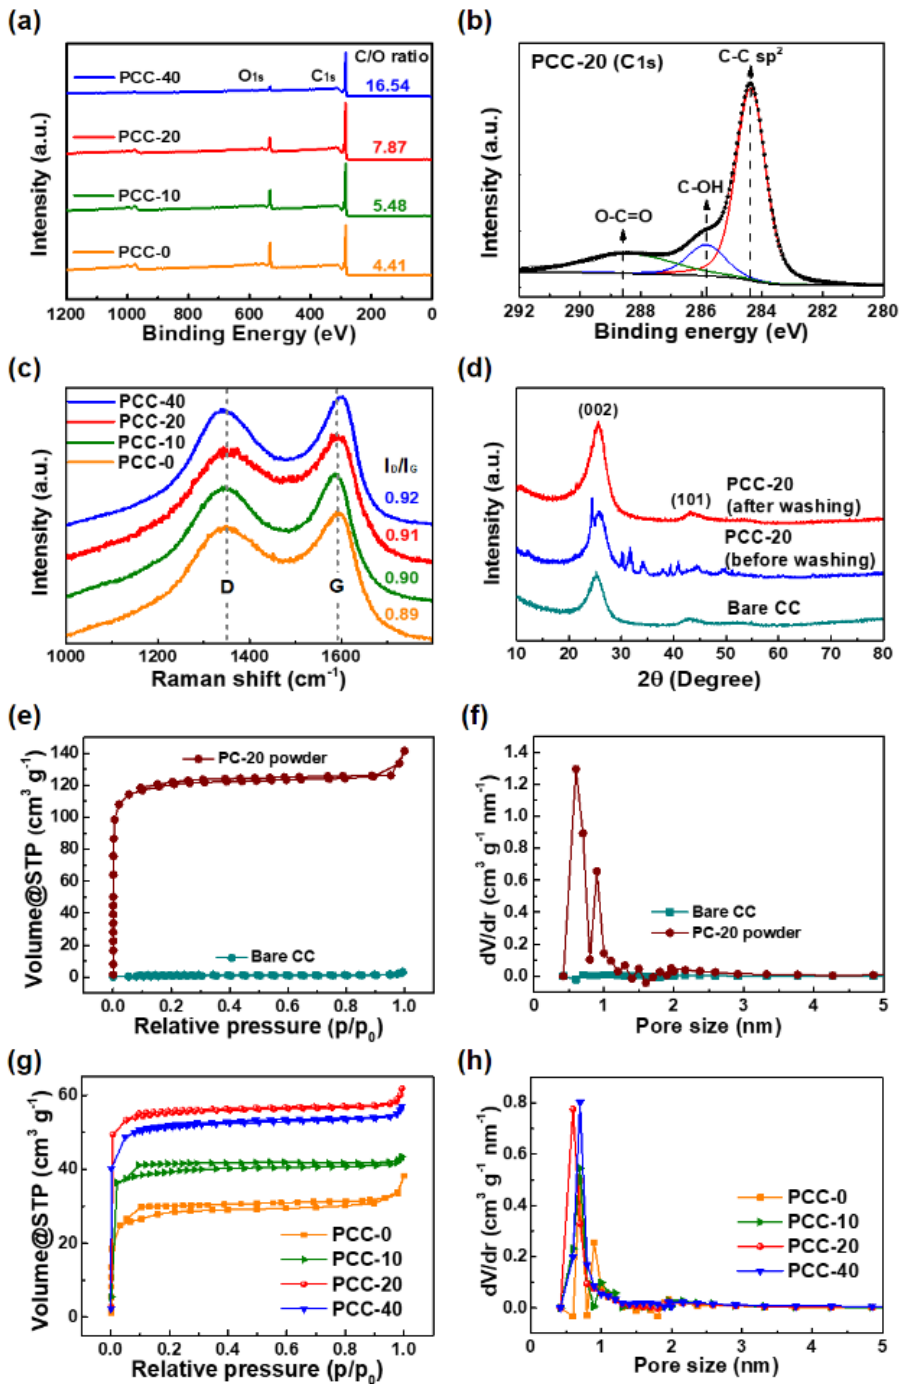 (a)
C/O ratio
PCC-40
O1s
C1s
16.54
PCC-20
7.87
PCC-10
5.48
PCC-0
4.41
Intensity (a.u.)
1200 1000 800 600 400 200 0
Binding Energy (eV)
(b)
PCC-20 (C1s)
C-C sp²
C-OH
O-C=O
Intensity (a.u.)
292 290 288 286 284 282 280
Binding energy (eV)
(c)
PCC-40
PCC-20
PCC-10
PCC-0
ID/IG
0.92
0.91
0.90
0.89
D
G
Intensity (a.u.)
1000 1200 1400 1600
Raman shift (cm⁻¹)
(d)
(002)
(101)
PCC-20
(after washing)
PCC-20
(before washing)
Bare CC
Intensity (a.u.)
10 20 30 40 50 60 70 80
2θ (Degree)
(e)
PC-20 powder
Bare CC
Volume@STP (cm³ g⁻¹)
140
120
100
80
60
40
20
0
0.0 0.2 0.4 0.6 0.8 1.0
Relative pressure (p/p₀)
(f)
Bare CC
PC-20 powder
dV/dr (cm³ g⁻¹ nm⁻¹)
1.4
1.2
1.0
0.8
0.6
0.4
0.2
0.0
0 1 2 3 4 5
Pore size (nm)
(g)
PCC-0
PCC-10
PCC-20
PCC-40
Volume@STP (cm³ g⁻¹)
60
40
20
0
0.0 0.2 0.4 0.6 0.8 1.0
Relative pressure (p/p₀)
(h)
PCC-0
PCC-10
PCC-20
PCC-40
dV/dr (cm³ g⁻¹ nm⁻¹)
0.8
0.6
0.4
0.2
0.0
0 1 2 3 4 5
Pore size (nm)